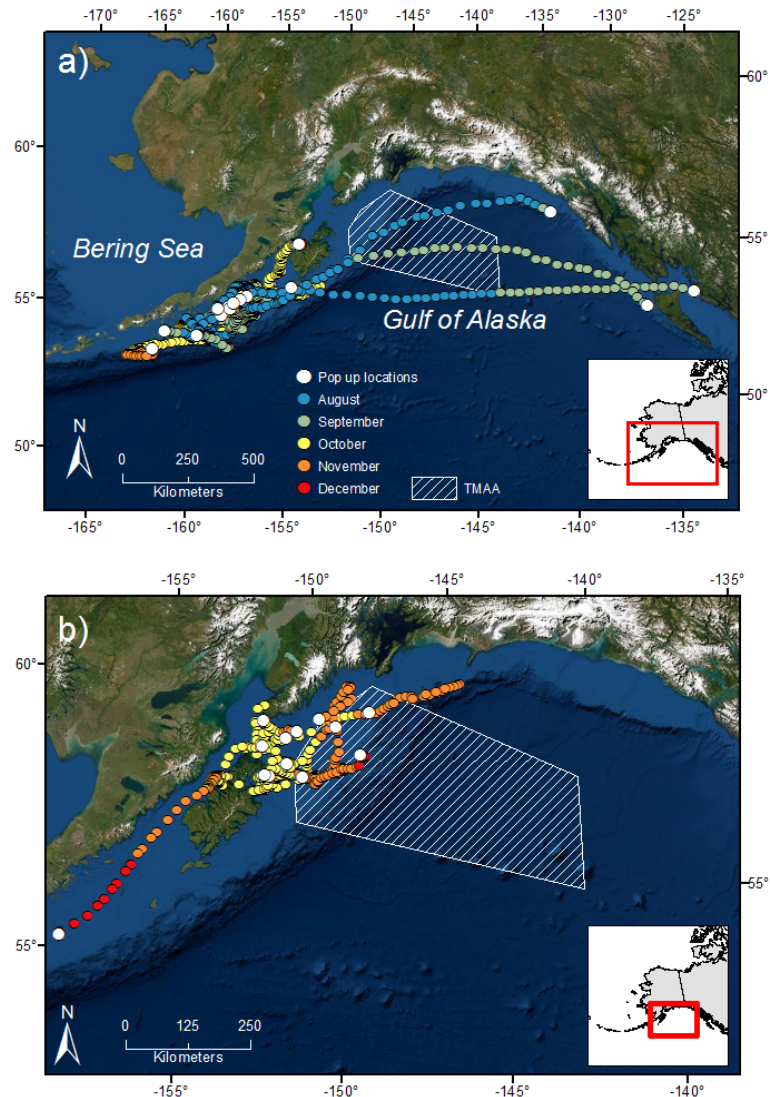 -170° -165° -160° -155° -150° -145° -140° -135° -130° -125°
a)
60°
60°
Bering Sea
55°
55°
Gulf of Alaska
Pop up locations
August
September
October
November
December
TMAA
N
0 250 500
Kilometers
50°
50°
-165° -160° -155° -150° -145° -140° -135°
-155° -150° -145° -140° -135°
b)
60°
55°
55°
N
0 125 250
Kilometers
-155° -150° -145° -140°